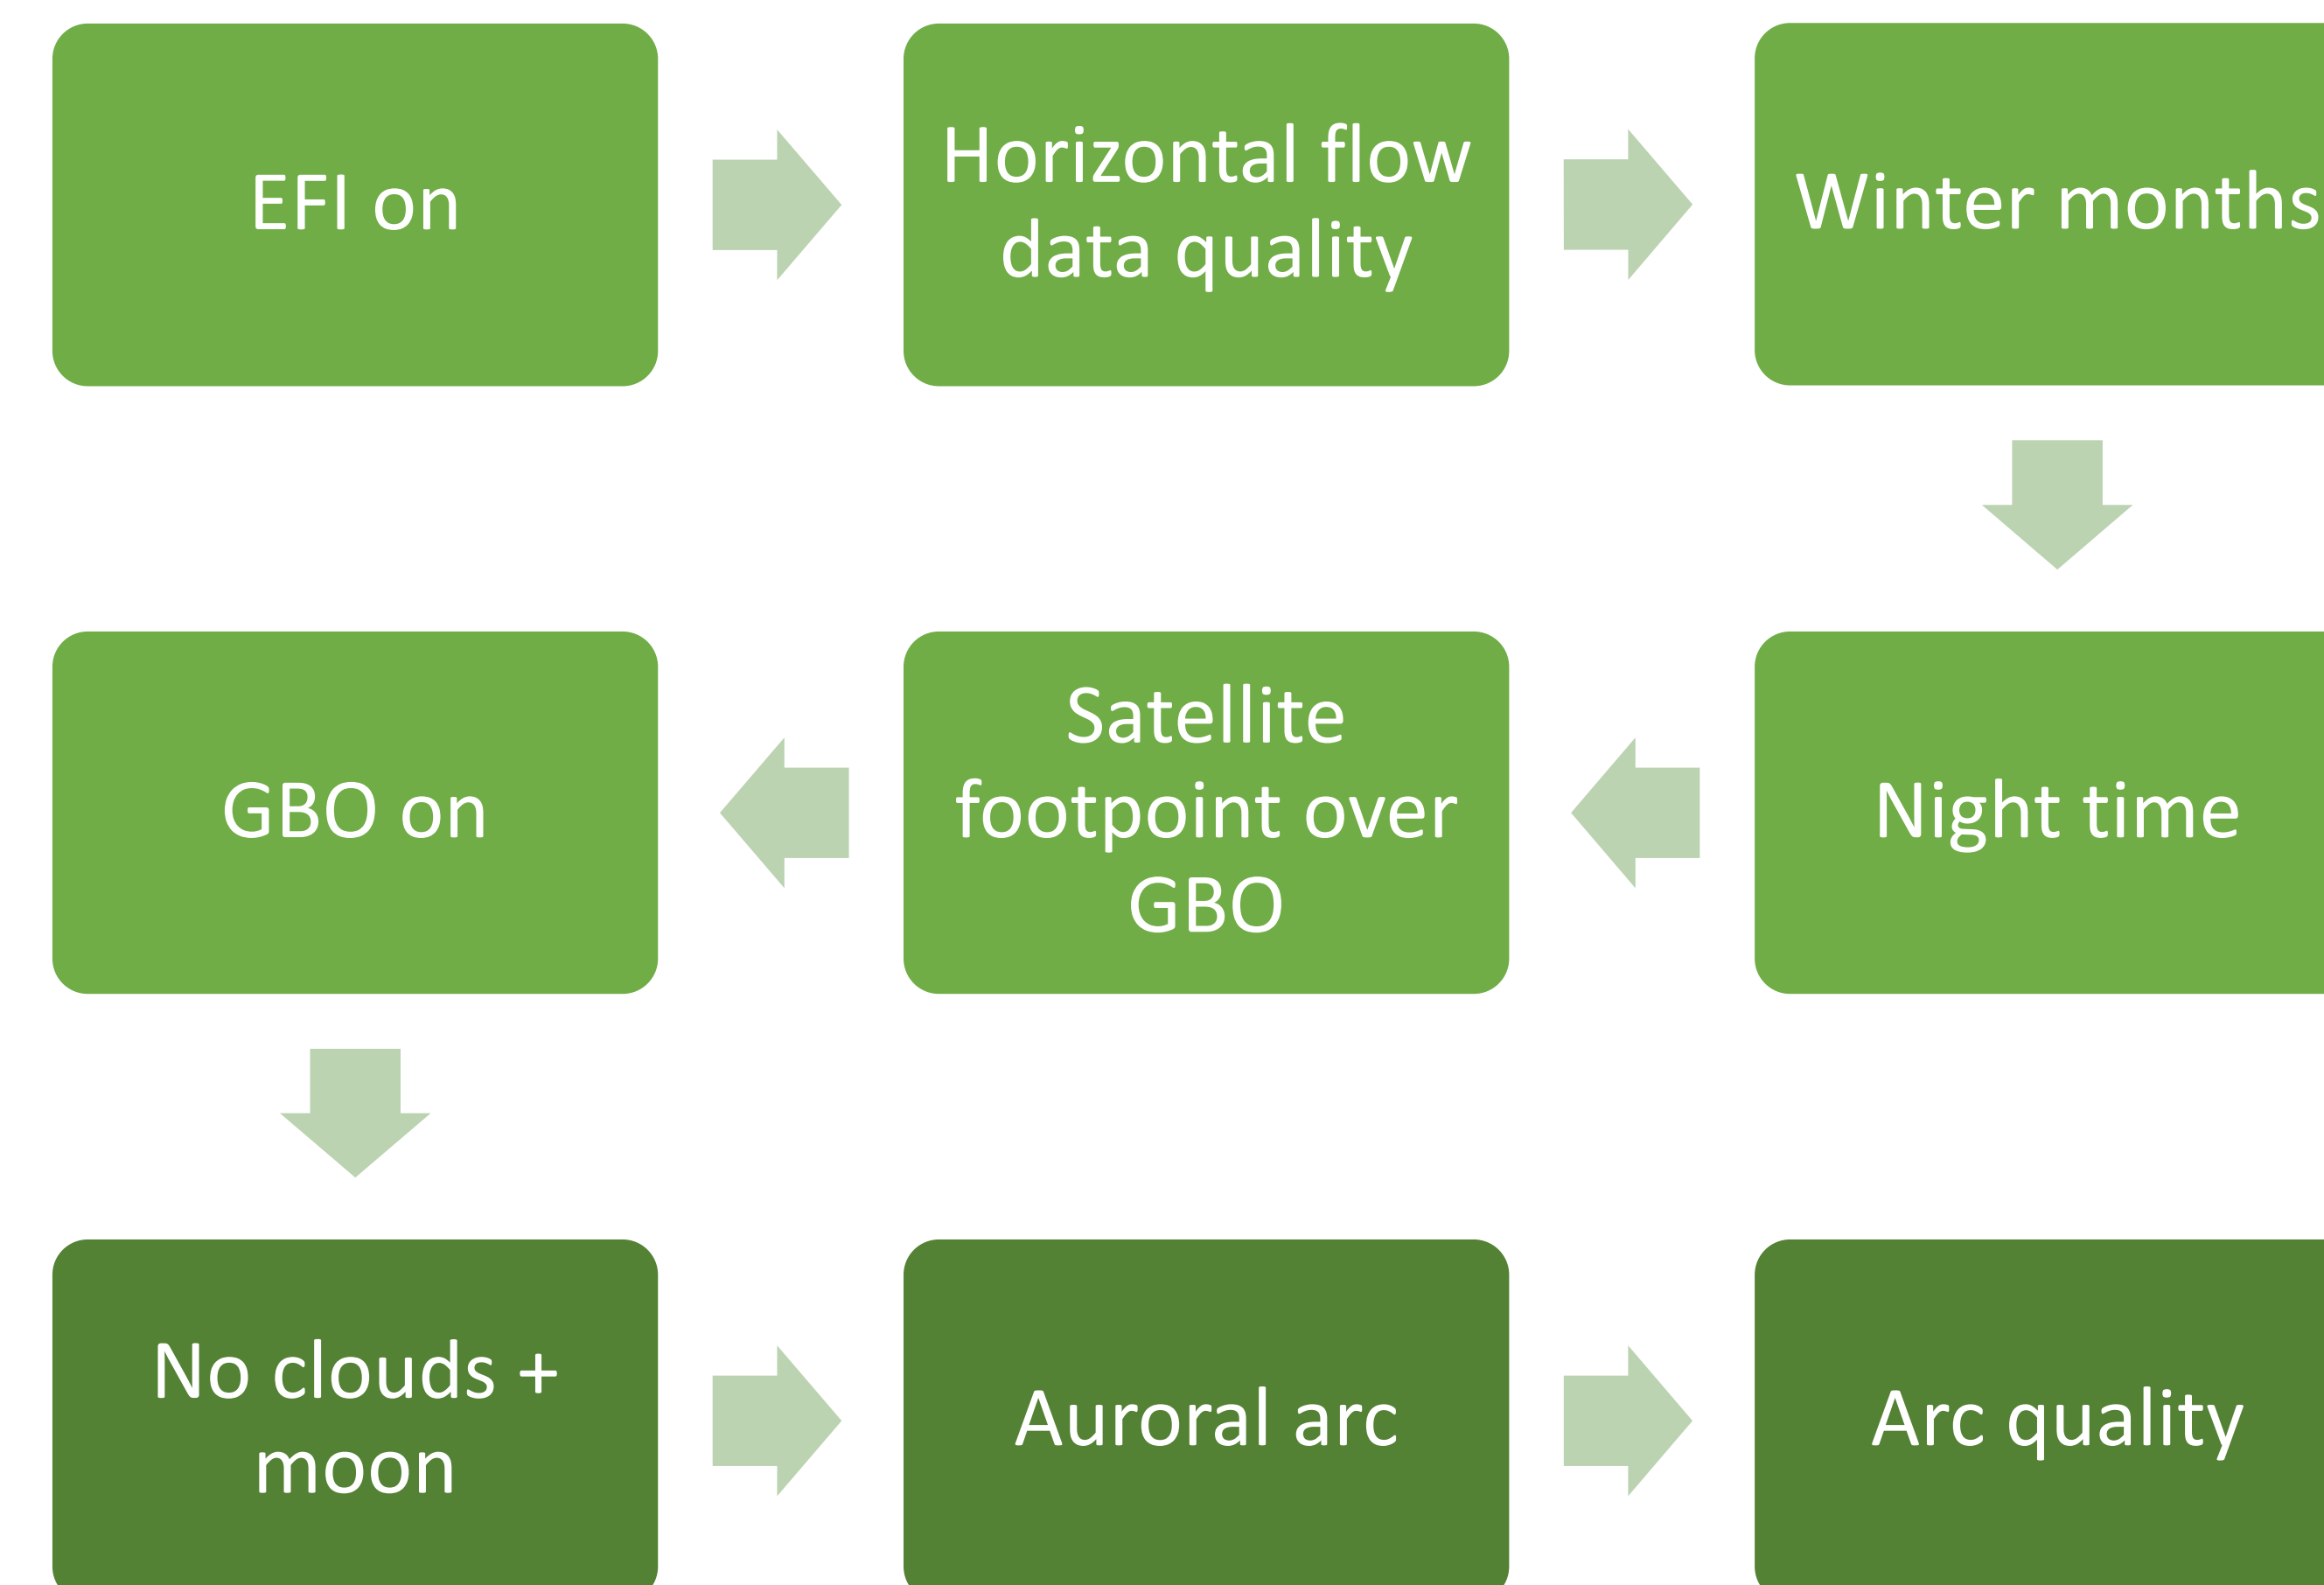 EFI on
Horizontal flow
data quality
Winter months
Night time
Satellite
footpoint over
GBO
GBO on
No clouds +
moon
Auroral arc
Arc quality